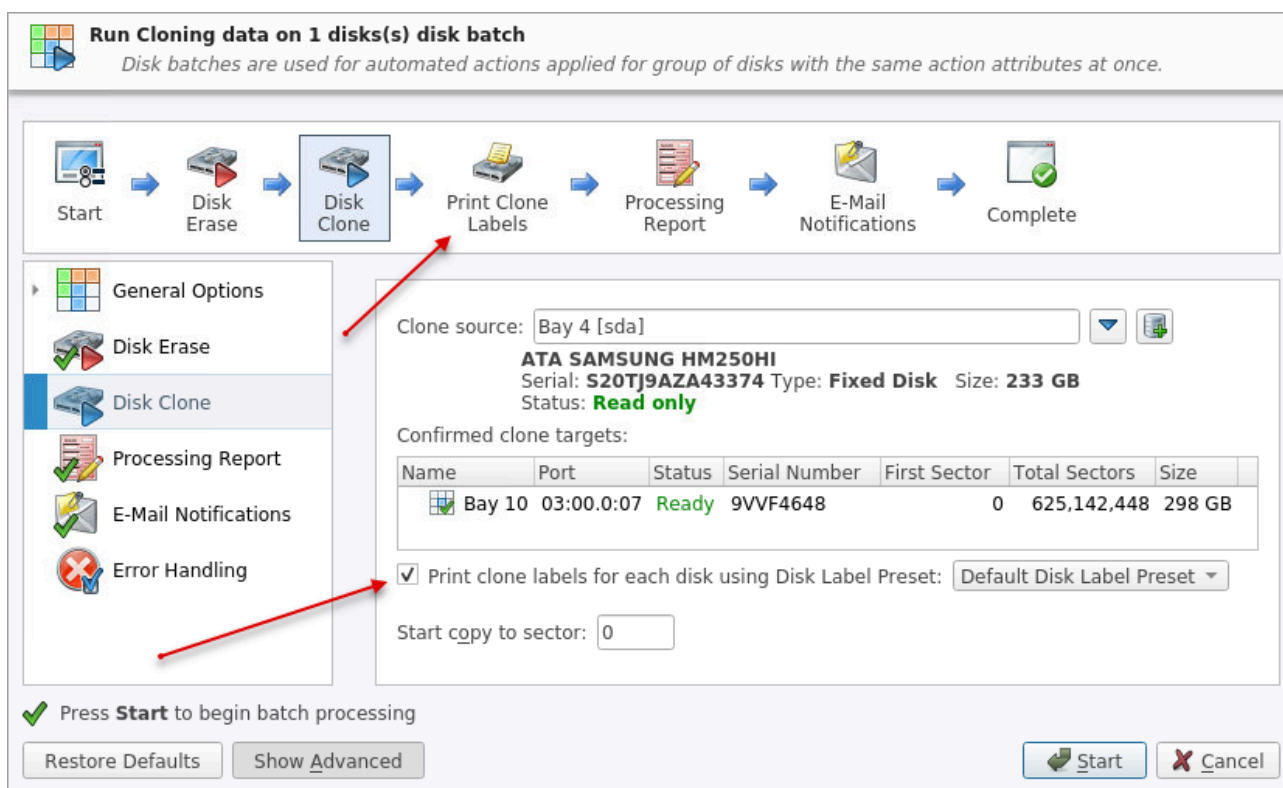 Run Cloning data on 1 disks(s) disk batch
Disk batches are used for automated actions applied for group of disks with the same action attributes at once.
Start
Disk
Erase
Disk
Clone
Print Clone
Labels
Processing
Report
E-Mail
Notifications
Complete
General Options
Disk Erase
Disk Clone
Processing Report
E-Mail Notifications
Error Handling
Clone source: Bay 4 [sda]
ATA SAMSUNG HM250HI
Serial: S20TJ9AZA43374 Type: Fixed Disk Size: 233 GB
Status: Read only
Confirmed clone targets:
Name Port Status Serial Number First Sector Total Sectors Size
Bay 10 03:00.0:07 Ready 9VVF4648 0 625,142,448 298 GB
Print clone labels for each disk using Disk Label Preset: Default Disk Label Preset
Start copy to sector: 0
Press Start to begin batch processing
Restore Defaults Show Advanced Start Cancel